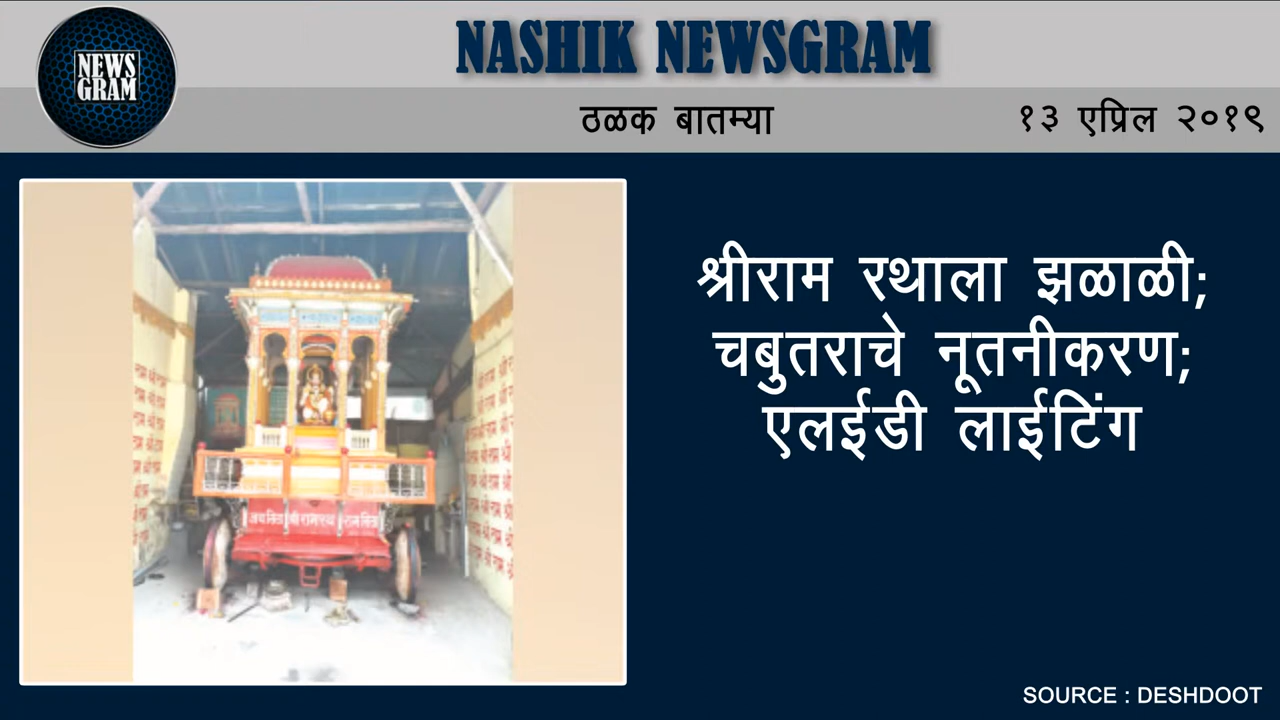 NEWS
GRAM
NASHIK NEWSGRAM
ठळक बातम्या
१३ एप्रिल २०१९
श्रीराम रथाला झळाळी;
चबुतराचे नूतनीकरण;
एलईडी लाईटिंग
SOURCE : DESHDOOT